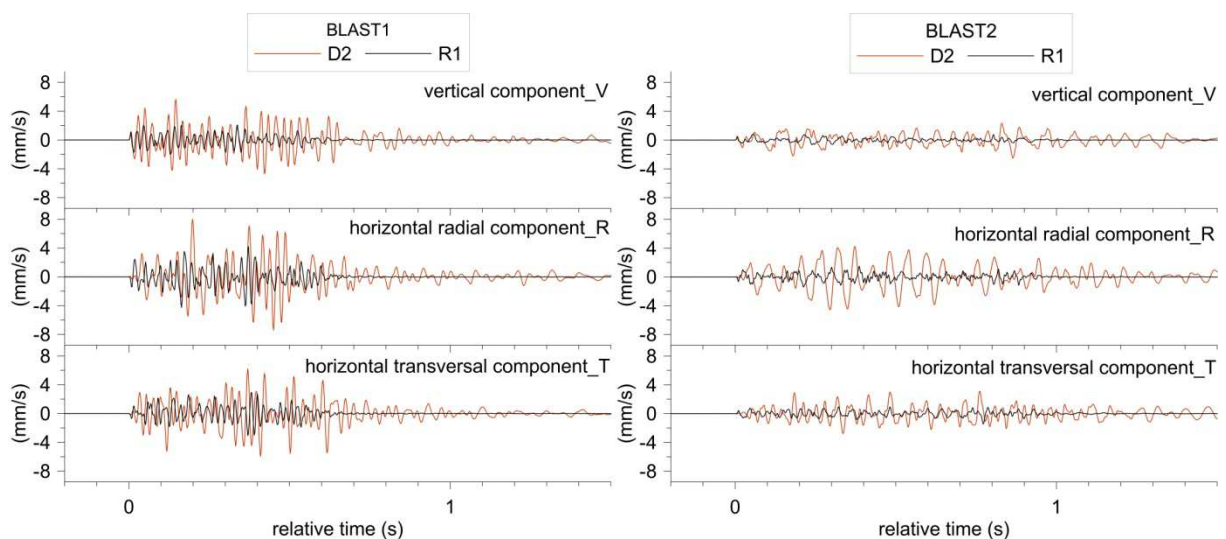 BLAST1
D2 R1
8
4
0
-4
-8
(mm/s)
vertical component_V
8
4
0
-4
-8
(mm/s)
horizontal radial component_R
8
4
0
-4
-8
(mm/s)
horizontal transversal component_T
0 1
relative time (s)
BLAST2
D2 R1
8
4
0
-4
-8
(mm/s)
vertical component_V
8
4
0
-4
-8
(mm/s)
horizontal radial component_R
8
4
0
-4
-8
(mm/s)
horizontal transversal component_T
0 1
relative time (s)